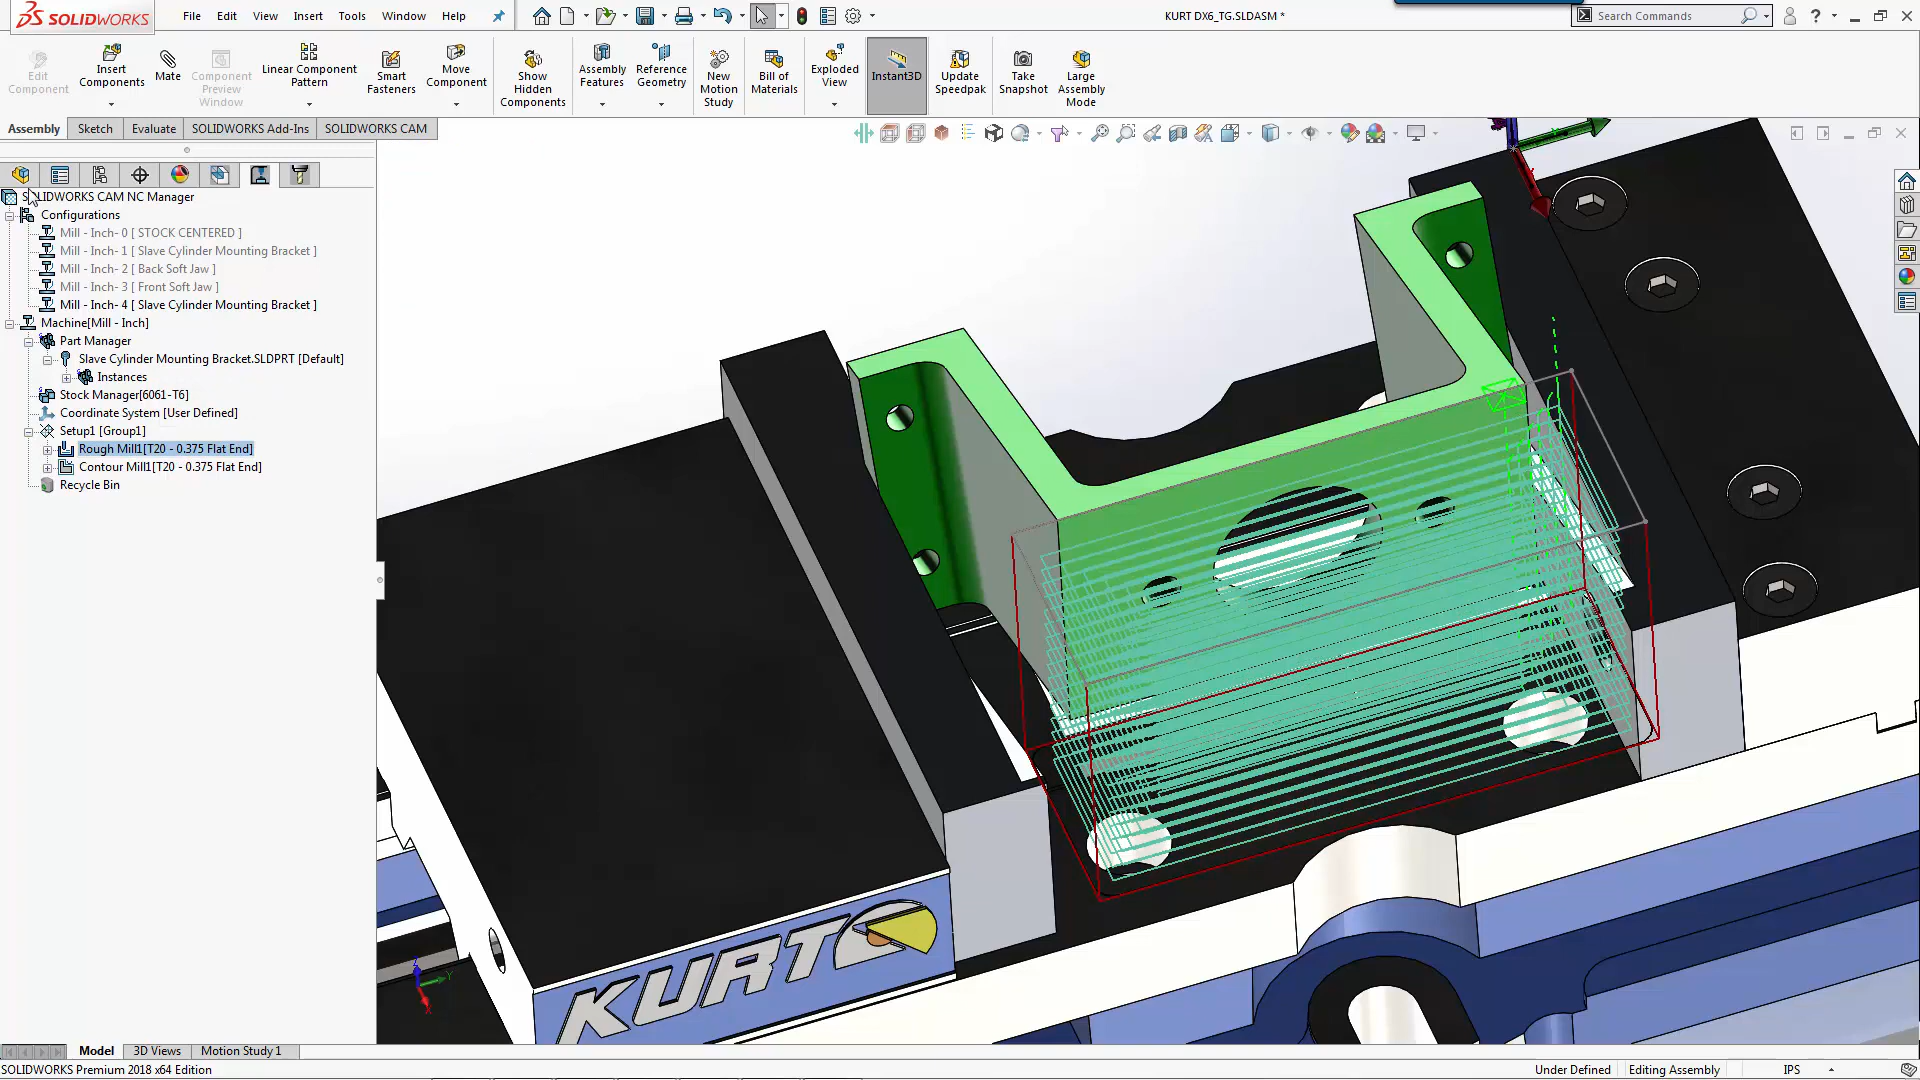 SOLIDWORKS
File Edit View Insert Tools Window Help
KURT DX6_TG.SLDASM *
Search Commands
Edit Component
Insert Components
Mate
Component Preview Window
Linear Component Pattern
Smart Fasteners
Move Component
Show Hidden Components
Assembly Features
Reference Geometry
New Motion Study
Bill of Materials
Exploded View
Instant3D
Update Speedpak
Take Snapshot
Large Assembly Mode
Assembly Sketch Evaluate SOLIDWORKS Add-Ins SOLIDWORKS CAM
SOLIDWORKS CAM NC Manager
Configurations
Mill - Inch- 0 [ STOCK CENTERED ]
Mill - Inch- 1 [ Slave Cylinder Mounting Bracket ]
Mill - Inch- 2 [ Back Soft Jaw ]
Mill - Inch- 3 [ Front Soft Jaw ]
Mill - Inch- 4 [ Slave Cylinder Mounting Bracket ]
Machine[Mill - Inch]
Part Manager
Slave Cylinder Mounting Bracket.SLDPRT [Default]
Instances
Stock Manager[6061-T6]
Coordinate System [User Defined]
Setup1 [Group1]
Rough Mill1[T20 - 0.375 Flat End]
Contour Mill1[T20 - 0.375 Flat End]
Recycle Bin
KURT
Model 3D Views Motion Study 1
SOLIDWORKS Premium 2018 x64 Edition
Under Defined Editing Assembly IPS